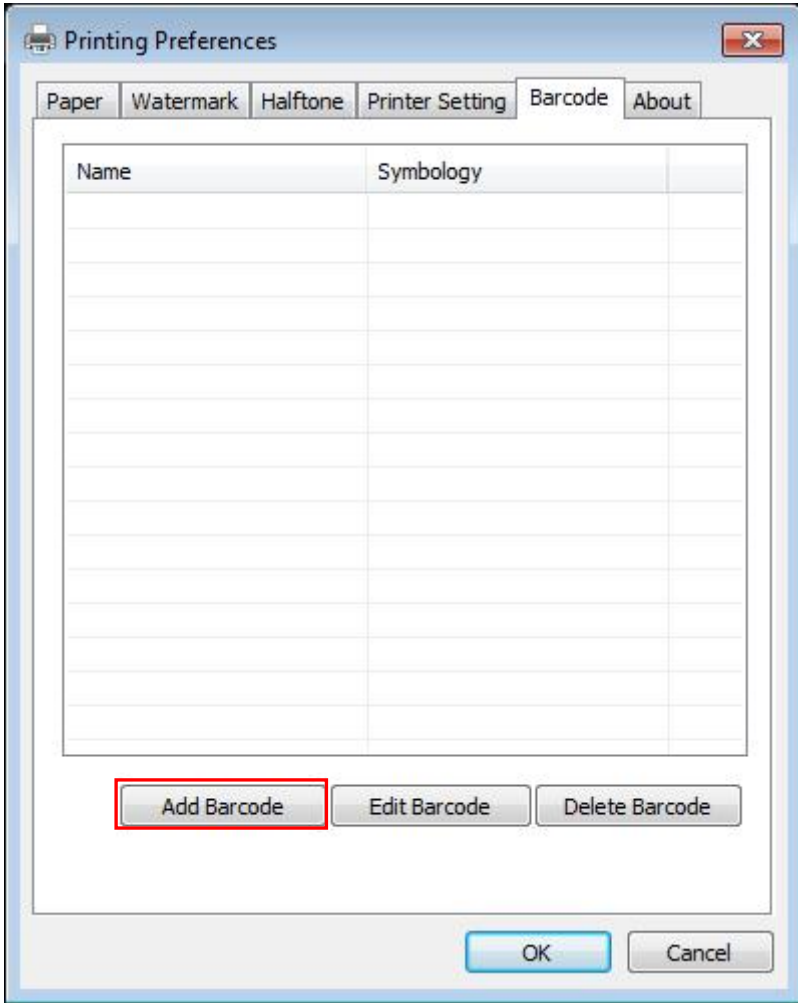 Printing Preferences
Paper Watermark Halftone Printer Setting Barcode About
Name Symbology
Add Barcode Edit Barcode Delete Barcode
OK Cancel